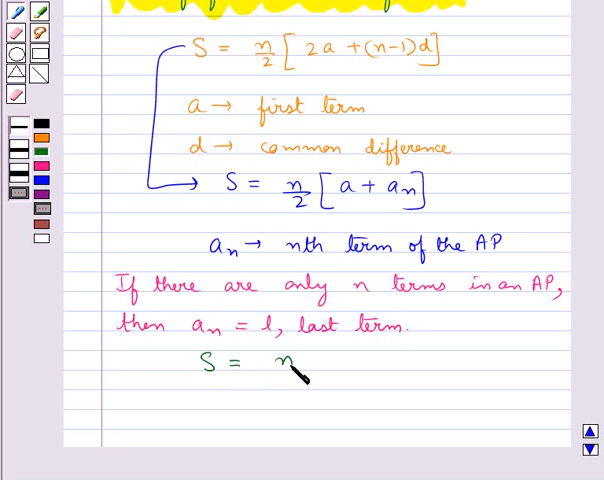 S = n/2 [ 2a + (n-1)d ]
a → first term
d → common difference
S = n/2 [ a + aₙ ]
aₙ → nth term of the AP
If there are only n terms in an AP,
then aₙ = l, last term.
S = n